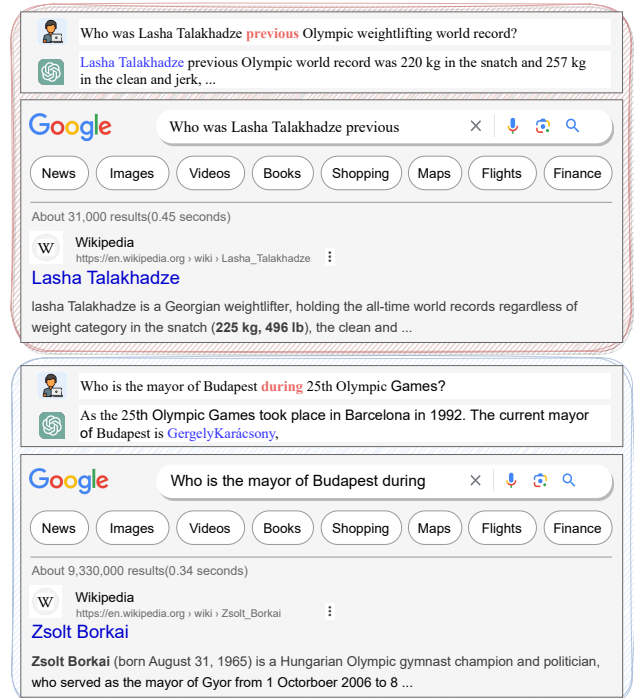 Who was Lasha Talakhadze previous Olympic weightlifting world record?
Lasha Talakhadze previous Olympic world record was 220 kg in the snatch and 257 kg
in the clean and jerk, ...
Google
Who was Lasha Talakhadze previous
News Images Videos Books Shopping Maps Flights Finance
About 31,000 results(0.45 seconds)
W
Wikipedia
https://en.wikipedia.org › wiki › Lasha_Talakhadze
Lasha Talakhadze
lasha Talakhadze is a Georgian weightlifter, holding the all-time world records regardless of
weight category in the snatch (225 kg, 496 lb), the clean and ...
Who is the mayor of Budapest during 25th Olympic Games?
As the 25th Olympic Games took place in Barcelona in 1992. The current mayor
of Budapest is GergelyKarácsony,
Google
Who is the mayor of Budapest during
News Images Videos Books Shopping Maps Flights Finance
About 9,330,000 results(0.34 seconds)
W
Wikipedia
https://en.wikipedia.org › wiki › Zsolt_Borkai
Zsolt Borkai
Zsolt Borkai (born August 31, 1965) is a Hungarian Olympic gymnast champion and politician,
who served as the mayor of Gyor from 1 Octorboer 2006 to 8 ...